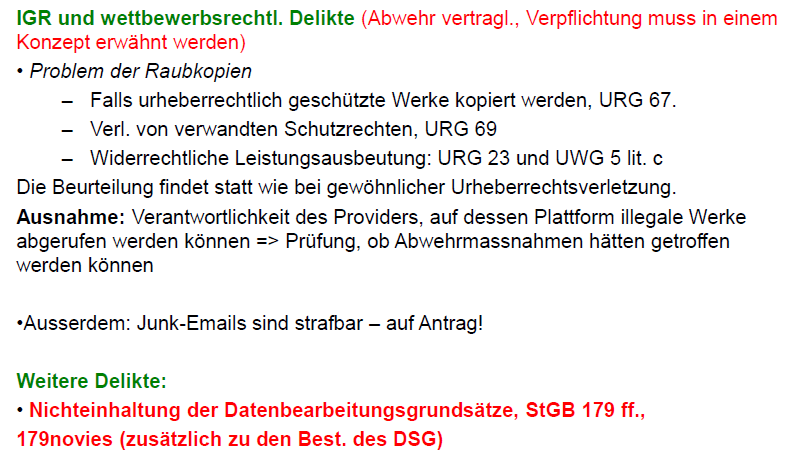 IGR und wettbewerbsrechtl. Delikte (Abwehr vertragl., Verpflichtung muss in einem
Konzept erwähnt werden)
• Problem der Raubkopien
– Falls urheberrechtlich geschützte Werke kopiert werden, URG 67.
– Verl. von verwandten Schutzrechten, URG 69
– Widerrechtliche Leistungsausbeutung: URG 23 und UWG 5 lit. c
Die Beurteilung findet statt wie bei gewöhnlicher Urheberrechtsverletzung.
Ausnahme: Verantwortlichkeit des Providers, auf dessen Plattform illegale Werke
abgerufen werden können => Prüfung, ob Abwehrmassnahmen hätten getroffen
werden können
•Ausserdem: Junk-Emails sind strafbar – auf Antrag!
Weitere Delikte:
• Nichteinhaltung der Datenbearbeitungsgrundsätze, StGB 179 ff.,
179novies (zusätzlich zu den Best. des DSG)